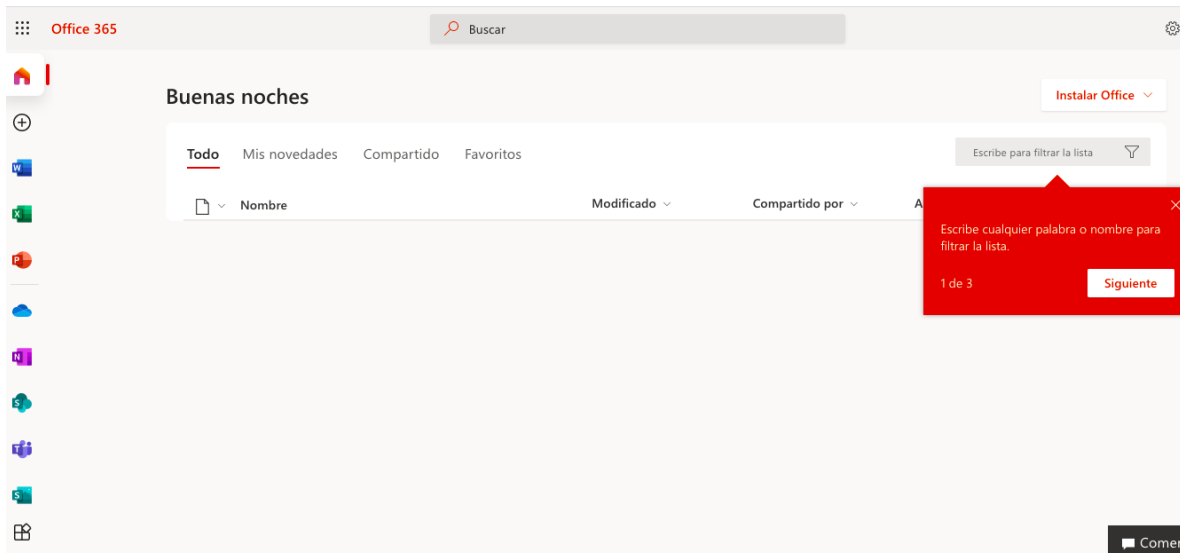 Office 365
Buscar
Buenas noches
Instalar Office
Todo Mis novedades Compartido Favoritos
Escribe para filtrar la lista
Nombre Modificado Compartido por A
Escribe cualquier palabra o nombre para
filtrar la lista.
1 de 3 Siguiente
W
X
P
N
S
T
S
Comer